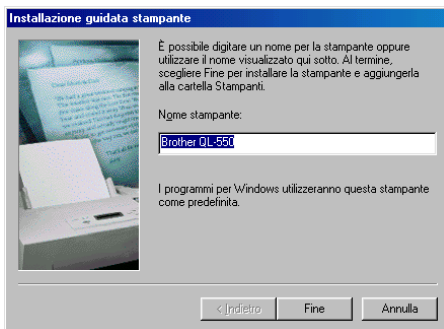 Installazione guidata stampante
È possibile digitare un nome per la stampante oppure
utilizzare il nome visualizzato qui sotto. Al termine,
scegliere Fine per installare la stampante e aggiungerla
alla cartella Stampanti.
Nome stampante:
Brother QL-550
I programmi per Windows utilizzeranno questa stampante
come predefinita.
< Indietro
Fine
Annulla